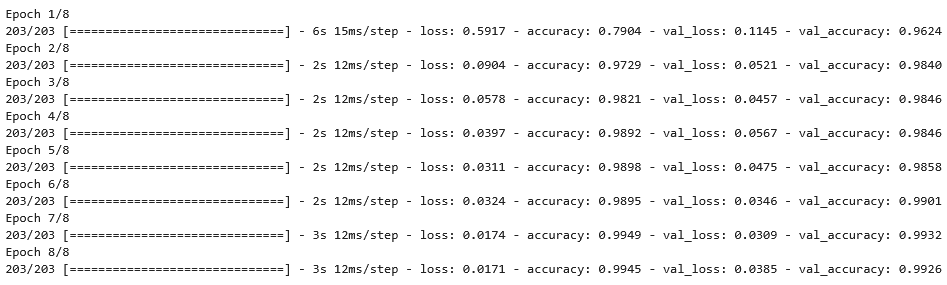 Epoch 1/8
203/203 [==============================] - 6s 15ms/step - loss: 0.5917 - accuracy: 0.7904 - val_loss: 0.1145 - val_accuracy: 0.9624
Epoch 2/8
203/203 [==============================] - 2s 12ms/step - loss: 0.0904 - accuracy: 0.9729 - val_loss: 0.0521 - val_accuracy: 0.9840
Epoch 3/8
203/203 [==============================] - 2s 12ms/step - loss: 0.0578 - accuracy: 0.9821 - val_loss: 0.0457 - val_accuracy: 0.9846
Epoch 4/8
203/203 [==============================] - 2s 12ms/step - loss: 0.0397 - accuracy: 0.9892 - val_loss: 0.0567 - val_accuracy: 0.9846
Epoch 5/8
203/203 [==============================] - 2s 12ms/step - loss: 0.0311 - accuracy: 0.9898 - val_loss: 0.0475 - val_accuracy: 0.9858
Epoch 6/8
203/203 [==============================] - 2s 12ms/step - loss: 0.0324 - accuracy: 0.9895 - val_loss: 0.0346 - val_accuracy: 0.9901
Epoch 7/8
203/203 [==============================] - 3s 12ms/step - loss: 0.0174 - accuracy: 0.9949 - val_loss: 0.0309 - val_accuracy: 0.9932
Epoch 8/8
203/203 [==============================] - 3s 12ms/step - loss: 0.0171 - accuracy: 0.9945 - val_loss: 0.0385 - val_accuracy: 0.9926